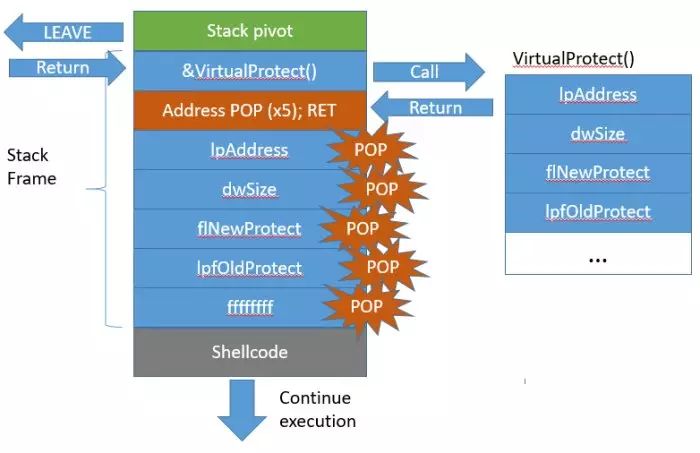 LEAVE
Stack pivot
Return
&VirtualProtect()
Call
VirtualProtect()
Address POP (x5); RET
Return
lpAddress
Stack
Frame
lpAddress
POP
dwSize
dwSize
POP
flNewProtect
flNewProtect
POP
lpfOldProtect
lpfOldProtect
POP
...
ffffffff
POP
Shellcode
Continue
execution